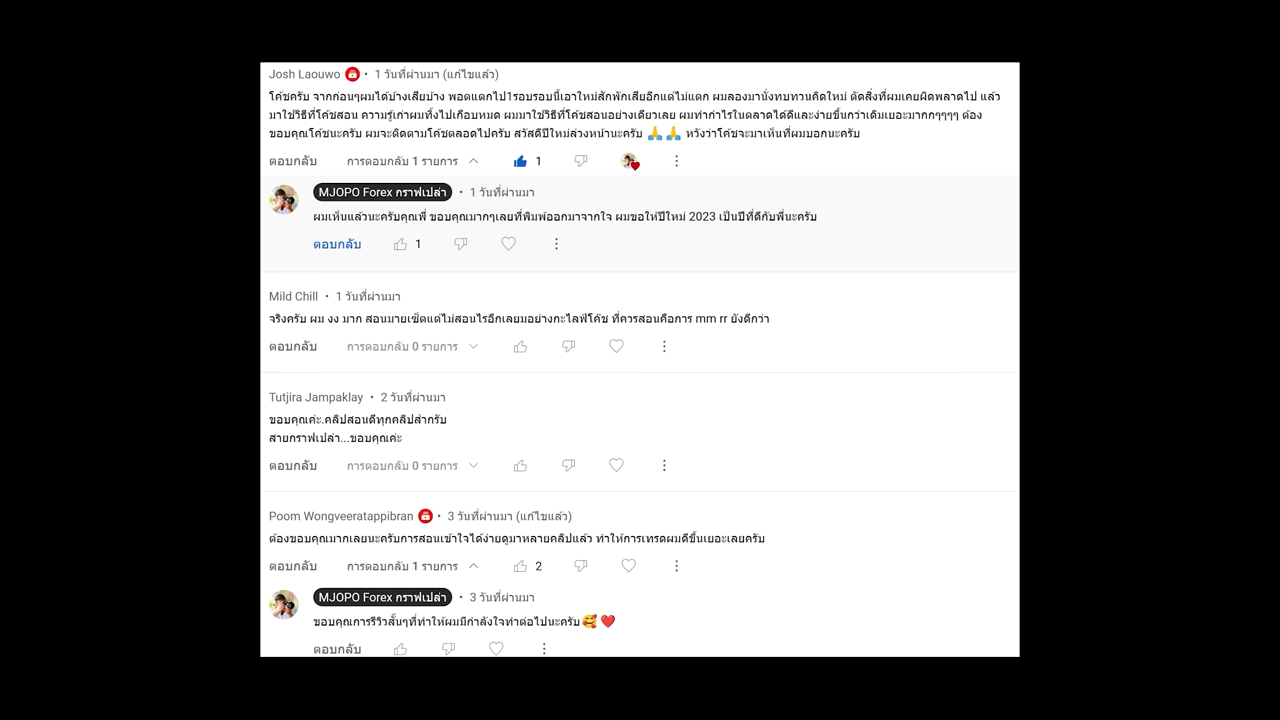 Josh Laouwo • 1 วันที่ผ่านมา (แก้ไขแล้ว)
โค้ชครับ จากก่อนๆผมได้บ้างเสียบ้าง พอตแตกไป1รอบรอบนี้เอาใหม่สักพักเสียอีกแต่ไม่แตก ผมลองมานั่งทบทวนคิดใหม่ ตัดสิ่งที่ผมเคยผิดพลาดไป แล้ว
มาใช้วิธีที่โค้ชสอน ความรู้เก่าผมทิ้งไปเกือบหมด ผมมาใช้วิธีที่โค้ชสอนอย่างเดียวเลย ผมทำกำไรในตลาดได้ดีและง่ายขึ้นกว่าเดิมเยอะมากกๆๆๆๆ ต้อง
ขอบคุณโค้ชนะครับ ผมจะติดตามโค้ชตลอดไปครับ สวัสดีปีใหม่ล่วงหน้านะครับ 🙏 🙏 หวังว่าโค้ชจะมาเห็นที่ผมบอกนะครับ
ตอบกลับ การตอบกลับ 1 รายการ 1
MJOPO Forex กราฟเปล่า • 1 วันที่ผ่านมา
ผมเห็นแล้วนะครับคุณพี่ ขอบคุณมากๆเลยที่พิมพ์ออกมาจากใจ ผมขอให้ปีใหม่ 2023 เป็นปีที่ดีกับพี่นะครับ
ตอบกลับ 1
Mild Chill • 1 วันที่ผ่านมา
จริงครับ ผม งง มาก สอนมายเซ็ตแต่ไม่สอนไรอีกเลยมอย่างกะไลฟ์โค้ช ที่ควรสอนคือการ mm rr ยังดีกว่า
ตอบกลับ การตอบกลับ 0 รายการ
Tutjira Jampaklay • 2 วันที่ผ่านมา
ขอบคุณค่ะ.คลิปสอนดีทุกคลิปสำกรับ
สายกราฟเปล่า...ขอบคุณค่ะ
ตอบกลับ การตอบกลับ 0 รายการ
Poom Wongveeratappibran • 3 วันที่ผ่านมา (แก้ไขแล้ว)
ต้องขอบคุณมากเลยนะครับการสอนเข้าใจได้ง่ายดูมาหลายคลิปแล้ว ทำให้การเทรดผมดีขึ้นเยอะเลยครับ
ตอบกลับ การตอบกลับ 1 รายการ 2
MJOPO Forex กราฟเปล่า • 3 วันที่ผ่านมา
ขอบคุณการรีวิวสั้นๆที่ทำให้ผมมีกำลังใจทำต่อไปนะครับ🥰 ❤️
ตอบกลับ